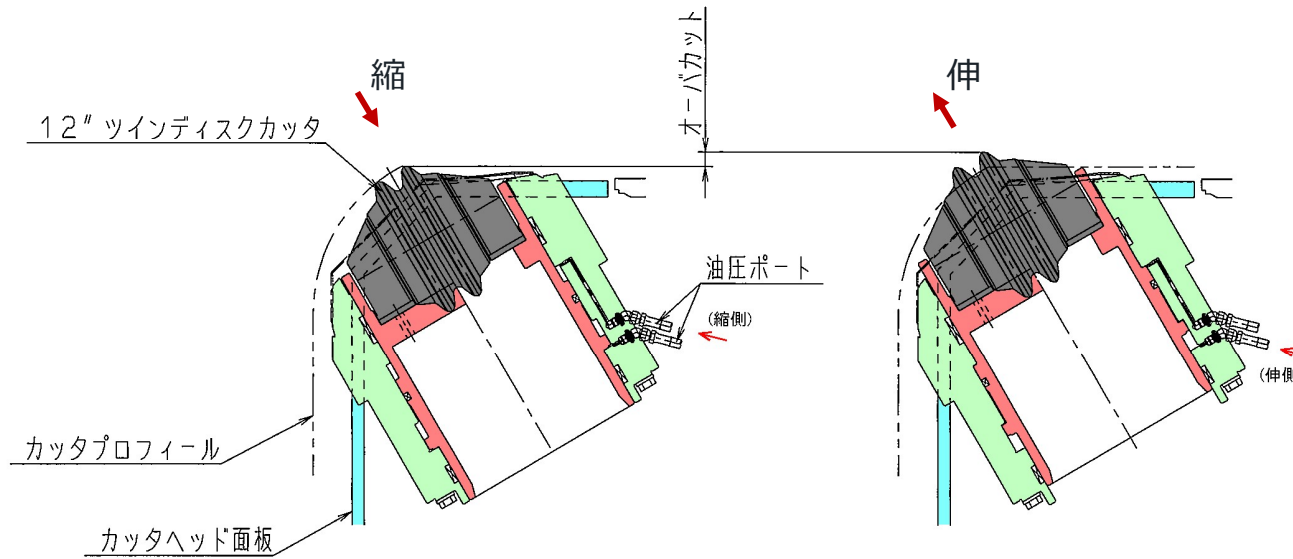 縮
伸
オーバカット
12" ツインディスクカッタ
油圧ポート
(縮側)
(伸側
カッタプロフィール
カッタヘッド面板